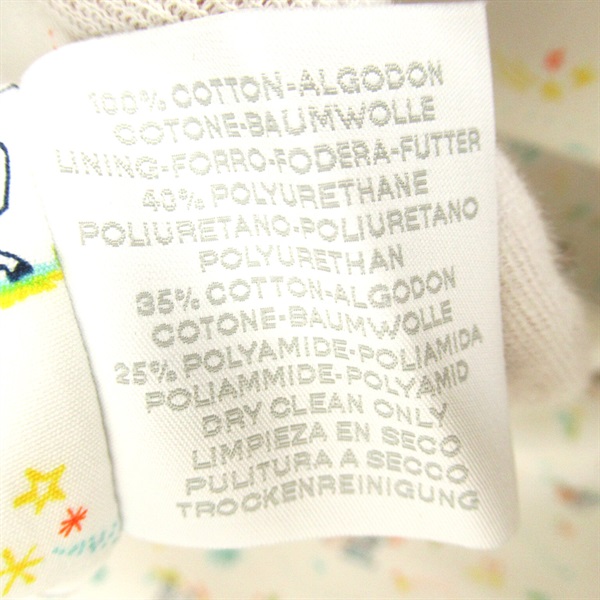 100% COTTON-ALGODON
COTONE-BAUMWOLLE
LINING-FORRO-FODERA-FUTTER
40% POLYURETHANE
POLIURETANO-POLIURETANO
POLYURETHAN
35% COTTON-ALGODON
COTONE-BAUMWOLLE
25% POLYAMIDE-POLIAMIDA
POLIAMMIDE-POLYAMID
DRY CLEAN ONLY
LIMPIEZA EN SECO
PULITURA A SECCO
TROCKENREINIGUNG